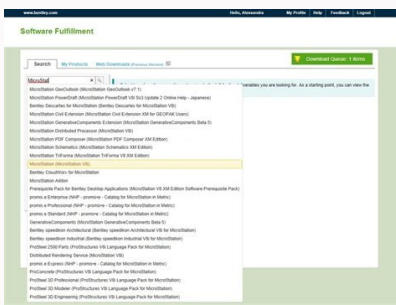 www.bentley.com Hello, Alexandra My Profile Help Feedback Logout
Software Fulfillment
Download Queue: 1 items
Search My Products Web Downloads (Previous Version)
MicroStat
MicroStation GeoOutlook (MicroStation GeoOutlook v7.1)
MicroStation PowerDraft (MicroStation PowerDraft V8i SS3 Update 2 Online Help - Japanese)
Bentley Descartes for MicroStation (Bentley Descartes for MicroStation V8i)
MicroStation Civil Extension (MicroStation Civil Extension XM for GEOPAK Users)
MicroStation GenerativeComponents Extension (MicroStation GenerativeComponents Beta 5)
MicroStation Distributed Processor (MicroStation V8i)
MicroStation PDF Composer (MicroStation PDF Composer XM Edition)
MicroStation Schematics (MicroStation Schematics XM Edition)
MicroStation TriForma (MicroStation TriForma V8 XM Edition)
MicroStation (MicroStation V8i)
Bentley CloudWorx for MicroStation
MicroStation Addon
Prerequisite Pack for Bentley Desktop Applications (MicroStation V8 XM Edition Software Prerequisite Pack)
promis.e Enterprise (NHP - promis•e - Catalog for MicroStation in Metric)
promis.e Professional (NHP - promis•e - Catalog for MicroStation in Metric)
promis.e Standard (NHP - promis•e - Catalog for MicroStation in Metric)
GenerativeComponents (MicroStation GenerativeComponents Beta 5)
Bentley speedikon Architectural (Bentley speedikon Architectural V8i for MicroStation)
Bentley speedikon Industrial (Bentley speedikon Industrial V8i for MicroStation)
ProSteel 2500 Parts (ProStructures V8i Language Pack for MicroStation)
Distributed Rendering Service (MicroStation V8i)
promis.e Express (NHP - promis•e - Catalog for MicroStation in Metric)
ProConcrete (ProStructures V8i Language Pack for MicroStation)
ProSteel 3D Professional (ProStructures V8i Language Pack for MicroStation)
ProSteel 3D Modeler (ProStructures V8i Language Pack for MicroStation)
ProSteel 3D Engineering (ProStructures V8i Language Pack for MicroStation)
you are looking for. As a starting point, you can view the